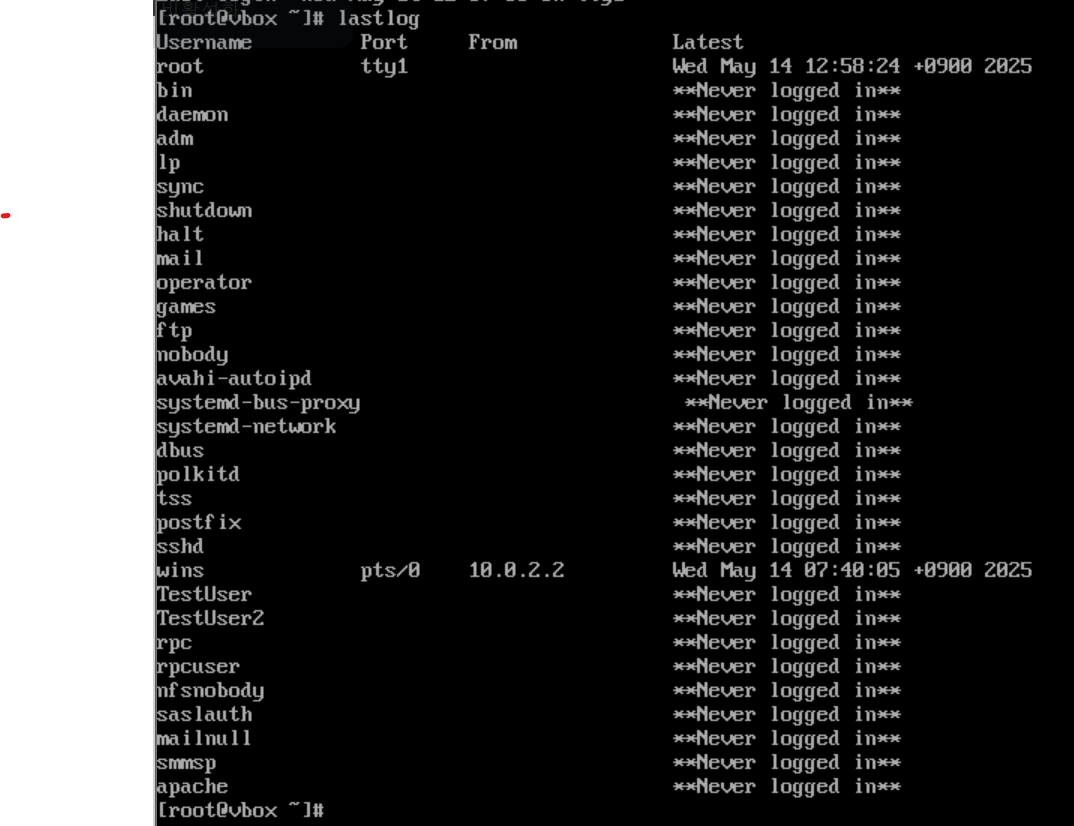 [root@vbox ~]# lastlog
Username Port From Latest
root tty1 Wed May 14 12:58:24 +0900 2025
bin **Never logged in**
daemon **Never logged in**
adm **Never logged in**
lp **Never logged in**
sync **Never logged in**
shutdown **Never logged in**
halt **Never logged in**
mail **Never logged in**
operator **Never logged in**
games **Never logged in**
ftp **Never logged in**
nobody **Never logged in**
avahi-autoipd **Never logged in**
systemd-bus-proxy **Never logged in**
systemd-network **Never logged in**
dbus **Never logged in**
polkitd **Never logged in**
tss **Never logged in**
postfix **Never logged in**
sshd **Never logged in**
wins pts/0 10.0.2.2 Wed May 14 07:40:05 +0900 2025
TestUser **Never logged in**
TestUser2 **Never logged in**
rpc **Never logged in**
rpcuser **Never logged in**
nfsnobody **Never logged in**
saslauth **Never logged in**
mailnull **Never logged in**
smmsp **Never logged in**
apache **Never logged in**
[root@vbox ~]#